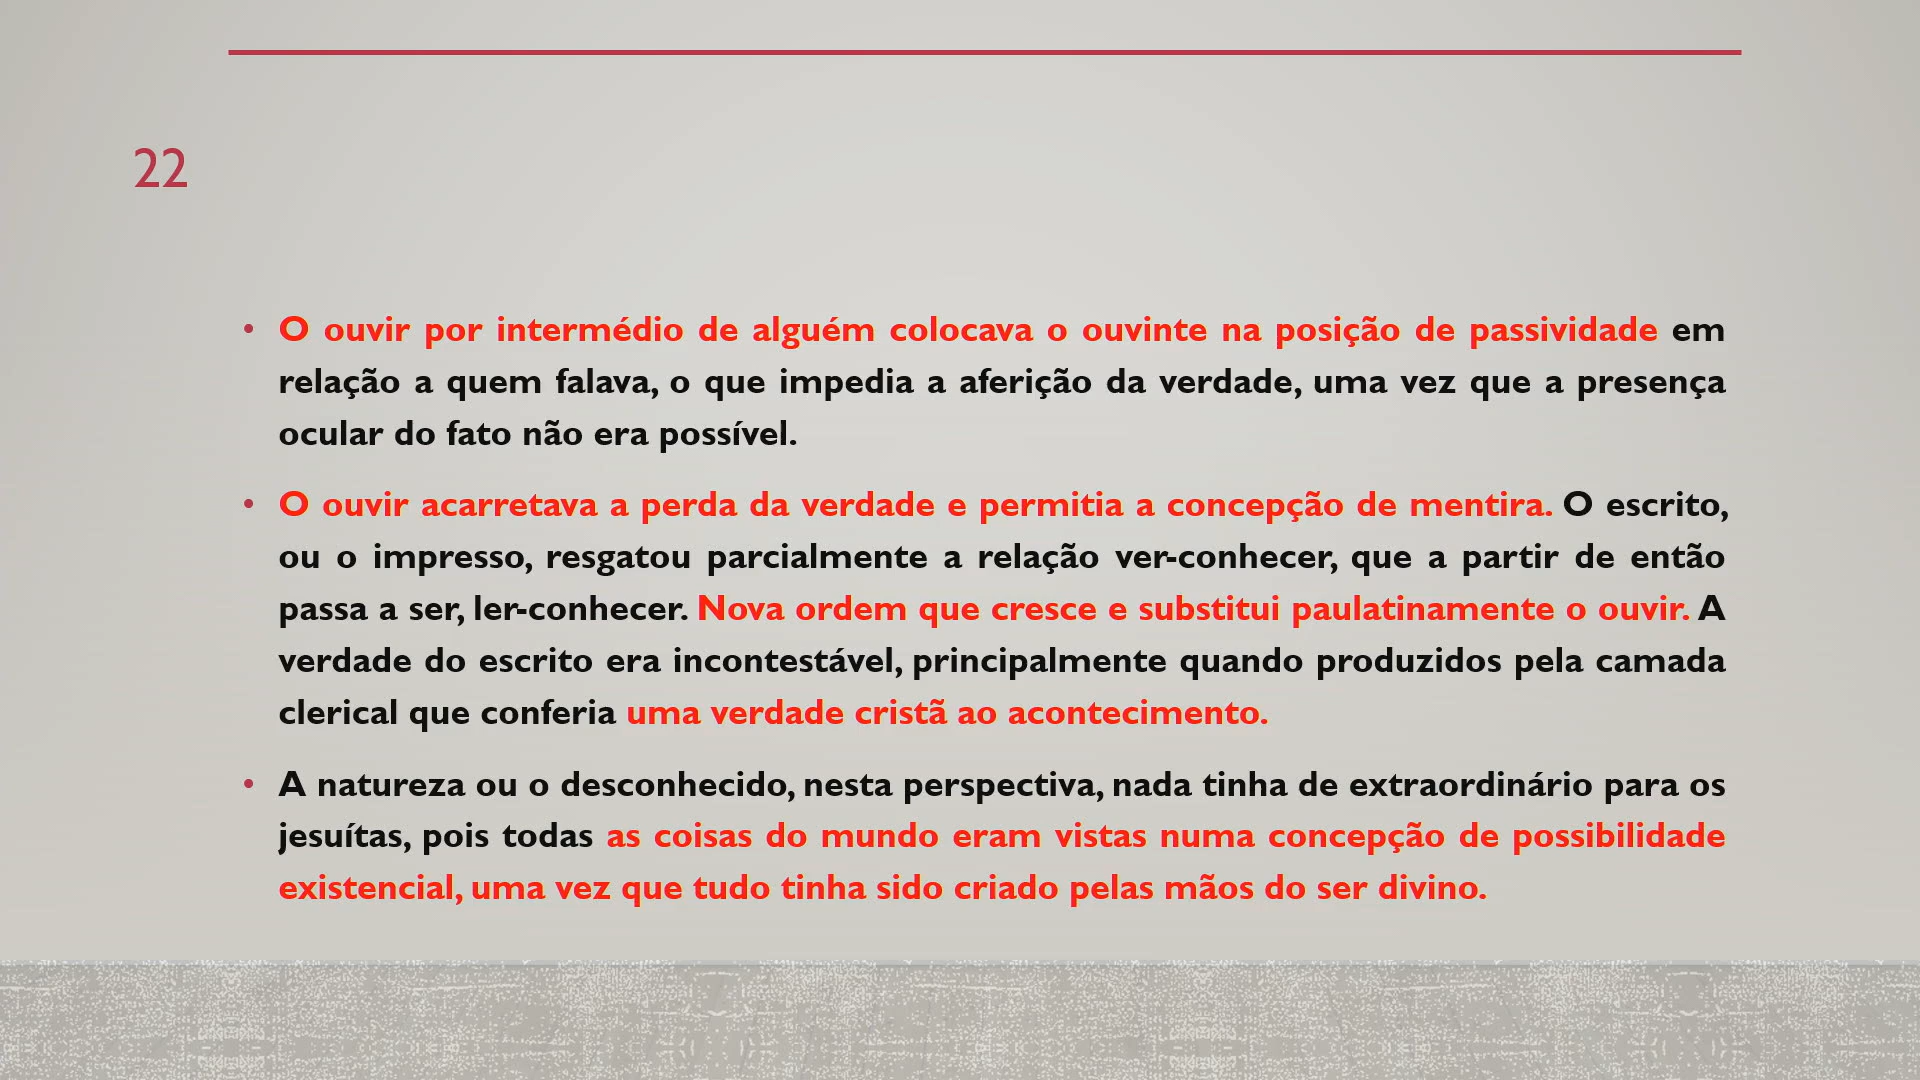 22
• O ouvir por intermédio de alguém colocava o ouvinte na posição de passividade em
relação a quem falava, o que impedia a aferição da verdade, uma vez que a presença
ocular do fato não era possível.
• O ouvir acarretava a perda da verdade e permitia a concepção de mentira. O escrito,
ou o impresso, resgatou parcialmente a relação ver-conhecer, que a partir de então
passa a ser, ler-conhecer. Nova ordem que cresce e substitui paulatinamente o ouvir. A
verdade do escrito era incontestável, principalmente quando produzidos pela camada
clerical que conferia uma verdade cristã ao acontecimento.
• A natureza ou o desconhecido, nesta perspectiva, nada tinha de extraordinário para os
jesuítas, pois todas as coisas do mundo eram vistas numa concepção de possibilidade
existencial, uma vez que tudo tinha sido criado pelas mãos do ser divino.